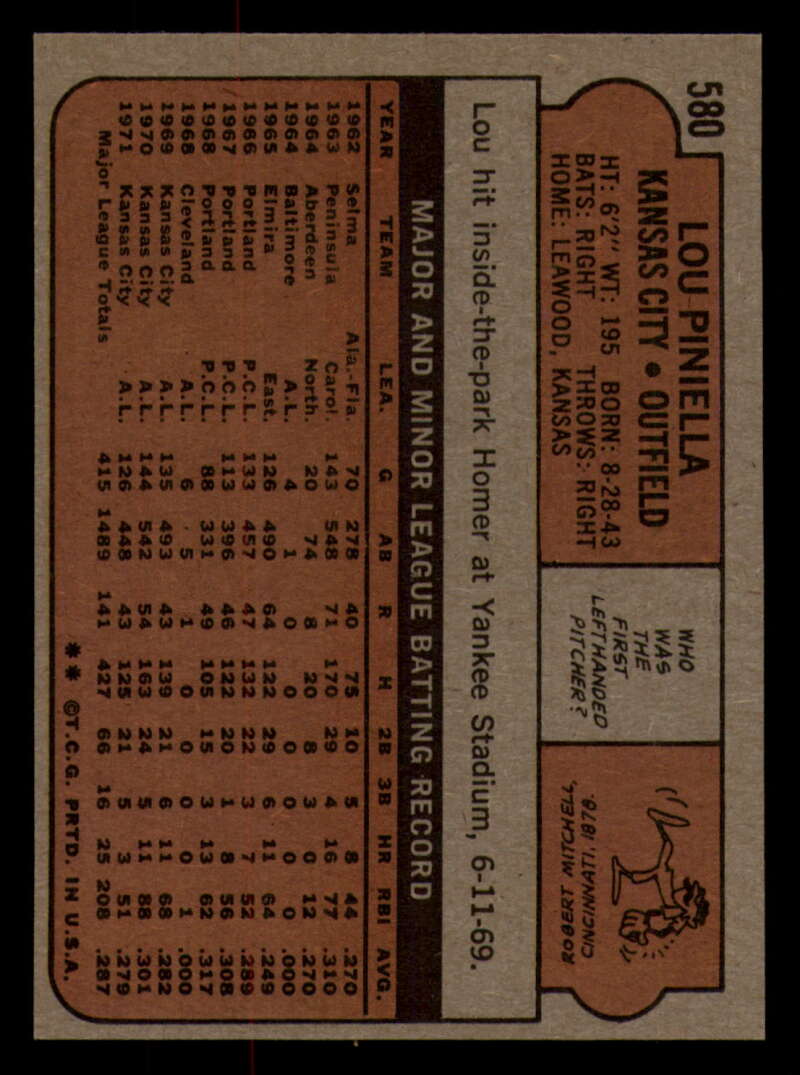 580
LOU PINIELLA
KANSAS CITY • OUTFIELD
HT: 6'2" WT: 195 BORN: 8-28-43
BATS: RIGHT THROWS: RIGHT
HOME: LEAWOOD, KANSAS
WHO
WAS
THE
FIRST
LEFTHANDED
PITCHER?
ROBERT MITCHELL,
CINCINNATI, 1878.
Lou hit inside-the-park Homer at Yankee Stadium, 6-11-69.
MAJOR AND MINOR LEAGUE BATTING RECORD
YEAR TEAM LEA. G AB R H 2B 3B HR RBI AVG.
1962 Selma Ala.-Fla. 70 278 40 75 10 5 8 44 .270
1963 Peninsula Carol. 143 548 71 170 29 4 16 77 .310
1964 Aberdeen North. 20 74 8 20 8 3 0 12 .270
1964 Baltimore A.L. 4 1 0 0 0 0 0 0 .000
1965 Elmira East. 126 490 64 122 29 6 11 64 .249
1966 Portland P.C.L. 133 457 47 132 22 3 7 52 .289
1967 Portland P.C.L. 113 396 46 122 20 1 8 56 .308
1968 Portland P.C.L. 88 331 49 105 15 3 13 62 .317
1968 Cleveland A.L. 6 5 1 0 0 0 0 1 .000
1969 Kansas City A.L. 135 493 43 139 21 6 11 68 .282
1970 Kansas City A.L. 144 542 54 163 24 5 11 88 .301
1971 Kansas City A.L. 126 448 43 125 21 5 3 51 .279
Major League Totals 415 1489 141 427 66 16 25 208 .287
** ©T.C.G. PRTD. IN U.S.A.